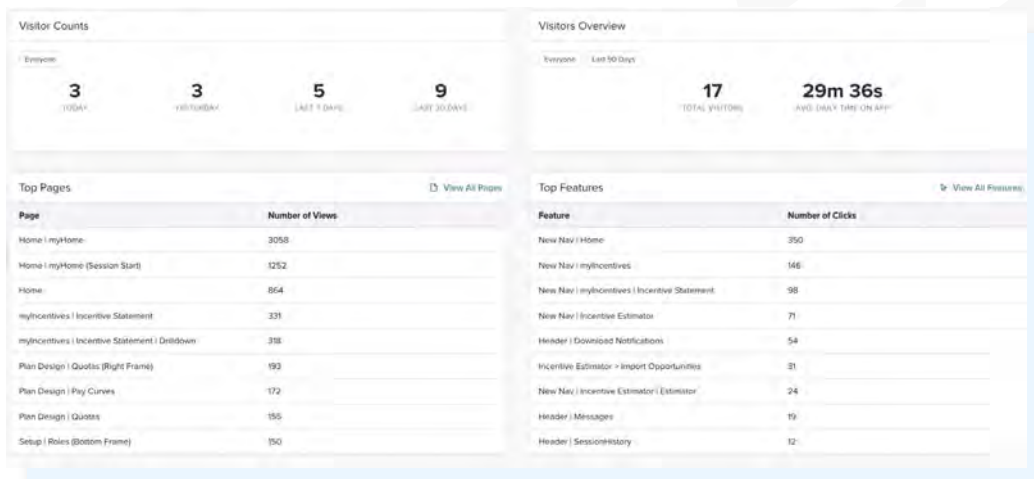 Visitor Counts
Everyone
3 3 5 9
TODAY YESTERDAY LAST 7 DAYS LAST 30 DAYS
Visitors Overview
Everyone Last 90 Days
17 29m 36s
TOTAL VISITORS AVG. DAILY TIME ON APP
Top Pages View All Pages
Page Number of Views
Home | myHome 3058
Home | myHome (Session Start) 1252
Home 864
myIncentives | Incentive Statement 331
myIncentives | Incentive Statement | Drilldown 318
Plan Design | Quotas (Right Frame) 193
Plan Design | Pay Curves 172
Plan Design | Quotas 155
Setup | Roles (Bottom Frame) 150
Top Features View All Features
Feature Number of Clicks
New Nav | Home 350
New Nav | myIncentives 146
New Nav | myIncentives | Incentive Statement 98
New Nav | Incentive Estimator 71
Header | Download Notifications 54
Incentive Estimator > Import Opportunities 31
New Nav | Incentive Estimator | Estimator 24
Header | Messages 19
Header | SessionHistory 12